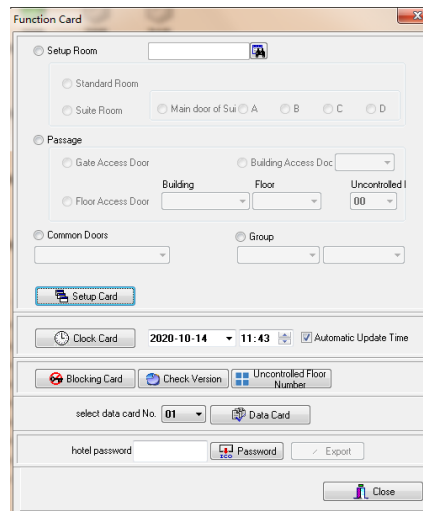 Function Card
Setup Room
Standard Room
Suite Room Main door of Sui A B C D
Passage
Gate Access Door Building Access Doc
Building Floor Uncontrolled I
Floor Access Door 00
Common Doors Group
Setup Card
Clock Card 2020-10-14 11:43 Automatic Update Time
Blocking Card Check Version Uncontrolled Floor
Number
select data card No. 01 Data Card
hotel password Password Export
Close